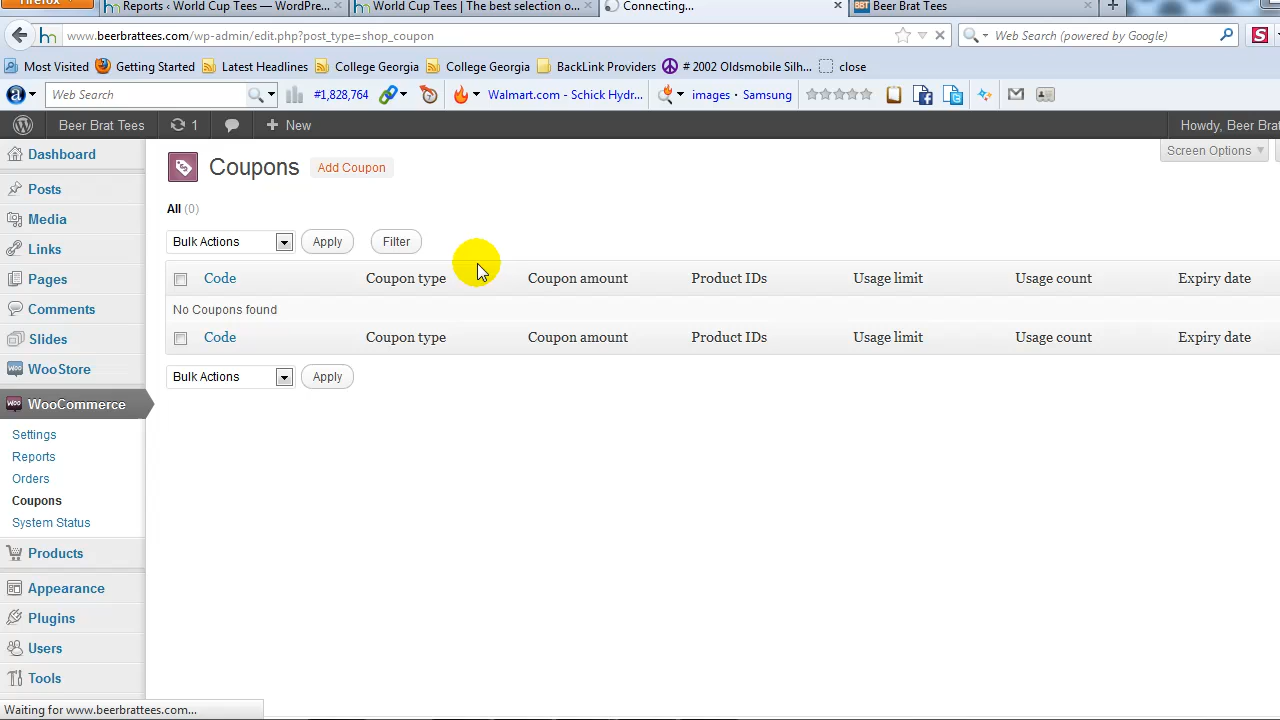 Firefox
Reports ‹ World Cup Tees — WordPre...
World Cup Tees | The best selection o...
Connecting...
Beer Brat Tees
www.beerbrattees.com/wp-admin/edit.php?post_type=shop_coupon
Web Search (powered by Google)
Most Visited
Getting Started
Latest Headlines
College Georgia
College Georgia
BackLink Providers
# 2002 Oldsmobile Silh...
close
Web Search
#1,828,764
Walmart.com - Schick Hydr...
images · Samsung
Beer Brat Tees
1
+ New
Howdy, Beer Brat
Screen Options
Dashboard
Posts
Media
Links
Pages
Comments
Slides
WooStore
WooCommerce
Settings
Reports
Orders
Coupons
System Status
Products
Appearance
Plugins
Users
Tools
Coupons
Add Coupon
All (0)
Bulk Actions
Apply
Filter
Code
Coupon type
Coupon amount
Product IDs
Usage limit
Usage count
Expiry date
No Coupons found
Code
Coupon type
Coupon amount
Product IDs
Usage limit
Usage count
Expiry date
Bulk Actions
Apply
Waiting for www.beerbrattees.com...